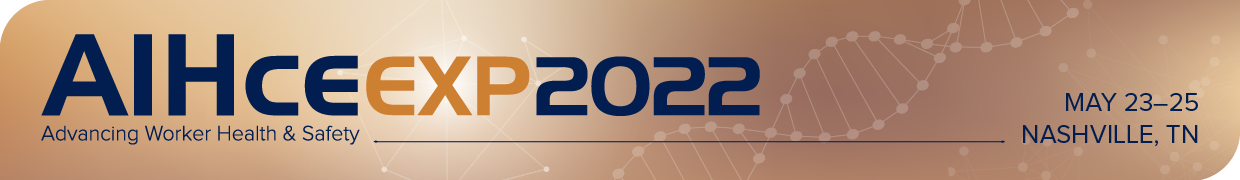 AIHceEXP2022
Advancing Worker Health & Safety
MAY 23–25
NASHVILLE, TN